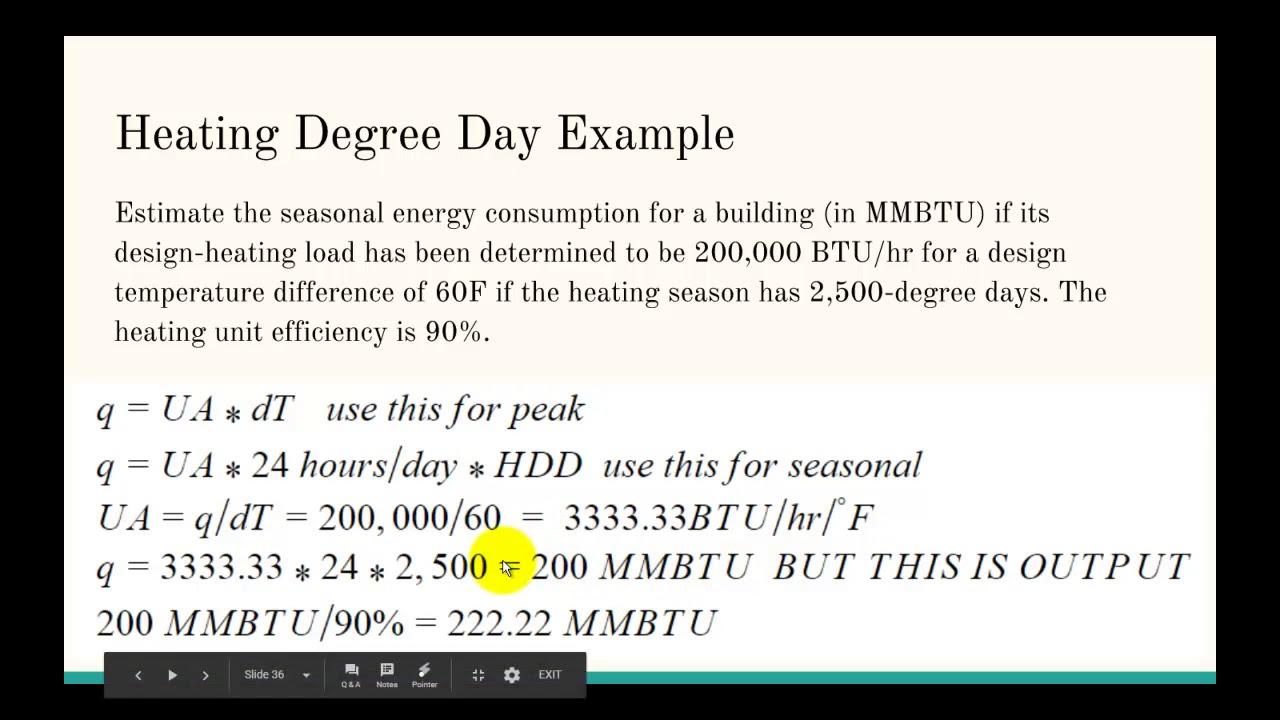 Heating Degree Day Example
Estimate the seasonal energy consumption for a building (in MMBTU) if its
design-heating load has been determined to be 200,000 BTU/hr for a design
temperature difference of 60F if the heating season has 2,500-degree days. The
heating unit efficiency is 90%.
q = UA * dT use this for peak
q = UA * 24 hours/day * HDD use this for seasonal
UA = q/dT = 200,000/60 = 3333.33BTU/hr/°F
q = 3333.33 * 24 * 2,500 = 200 MMBTU BUT THIS IS OUTPUT
200 MMBTU/90% = 222.22 MMBTU
Slide 36 Q&A Notes Pointer EXIT